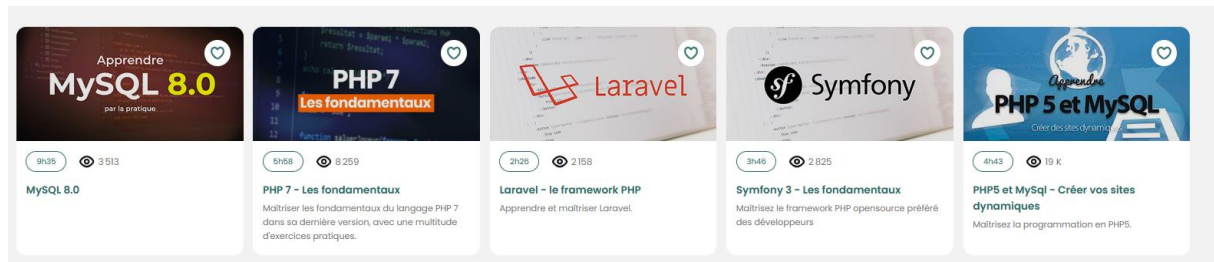 Apprendre
MySQL 8.0
par la pratique
9h35 3 513
MySQL 8.0
PHP 7
Les fondamentaux
5h58 8 259
PHP 7 - Les fondamentaux
Maîtriser les fondamentaux du langage PHP 7
dans sa dernière version, avec une multitude
d'exercices pratiques.
Laravel
2h26 2 158
Laravel - le framework PHP
Apprendre et maîtriser Laravel.
sf Symfony
3h46 2 825
Symfony 3 - Les fondamentaux
Maîtrisez le framework PHP opensource préféré
des développeurs
Apprendre
PHP 5 et MySQL
Créer des sites dynamiques
4h43 19 K
PHP5 et MySql - Créer vos sites
dynamiques
Maîtrisez la programmation en PHP5.